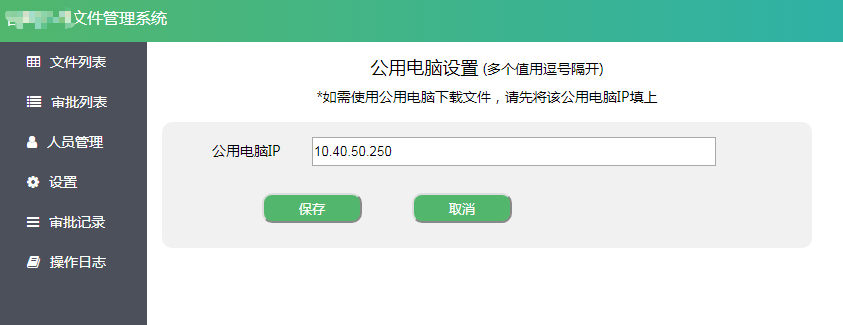 文件管理系统
文件列表
审批列表
人员管理
设置
审批记录
操作日志
公用电脑设置 (多个值用逗号隔开)
*如需使用公用电脑下载文件，请先将该公用电脑IP填上
公用电脑IP 10.40.50.250
保存 取消